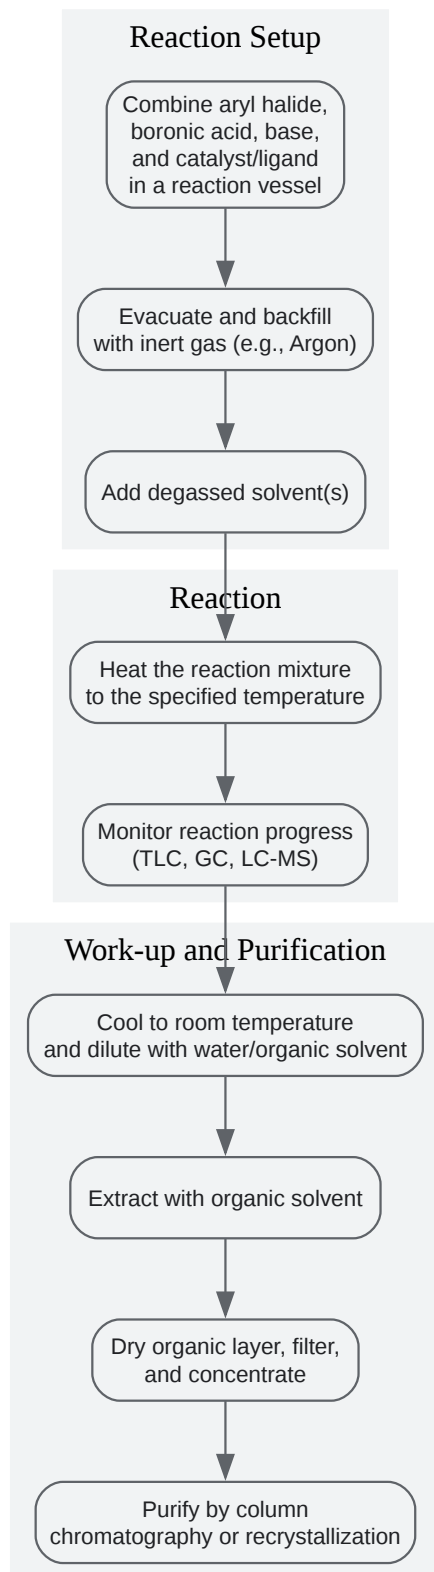 Reaction Setup
Combine aryl halide,
boronic acid, base,
and catalyst/ligand
in a reaction vessel
Evacuate and backfill
with inert gas (e.g., Argon)
Add degassed solvent(s)
Reaction
Heat the reaction mixture
to the specified temperature
Monitor reaction progress
(TLC, GC, LC-MS)
Work-up and Purification
Cool to room temperature
and dilute with water/organic solvent
Extract with organic solvent
Dry organic layer, filter,
and concentrate
Purify by column
chromatography or recrystallization